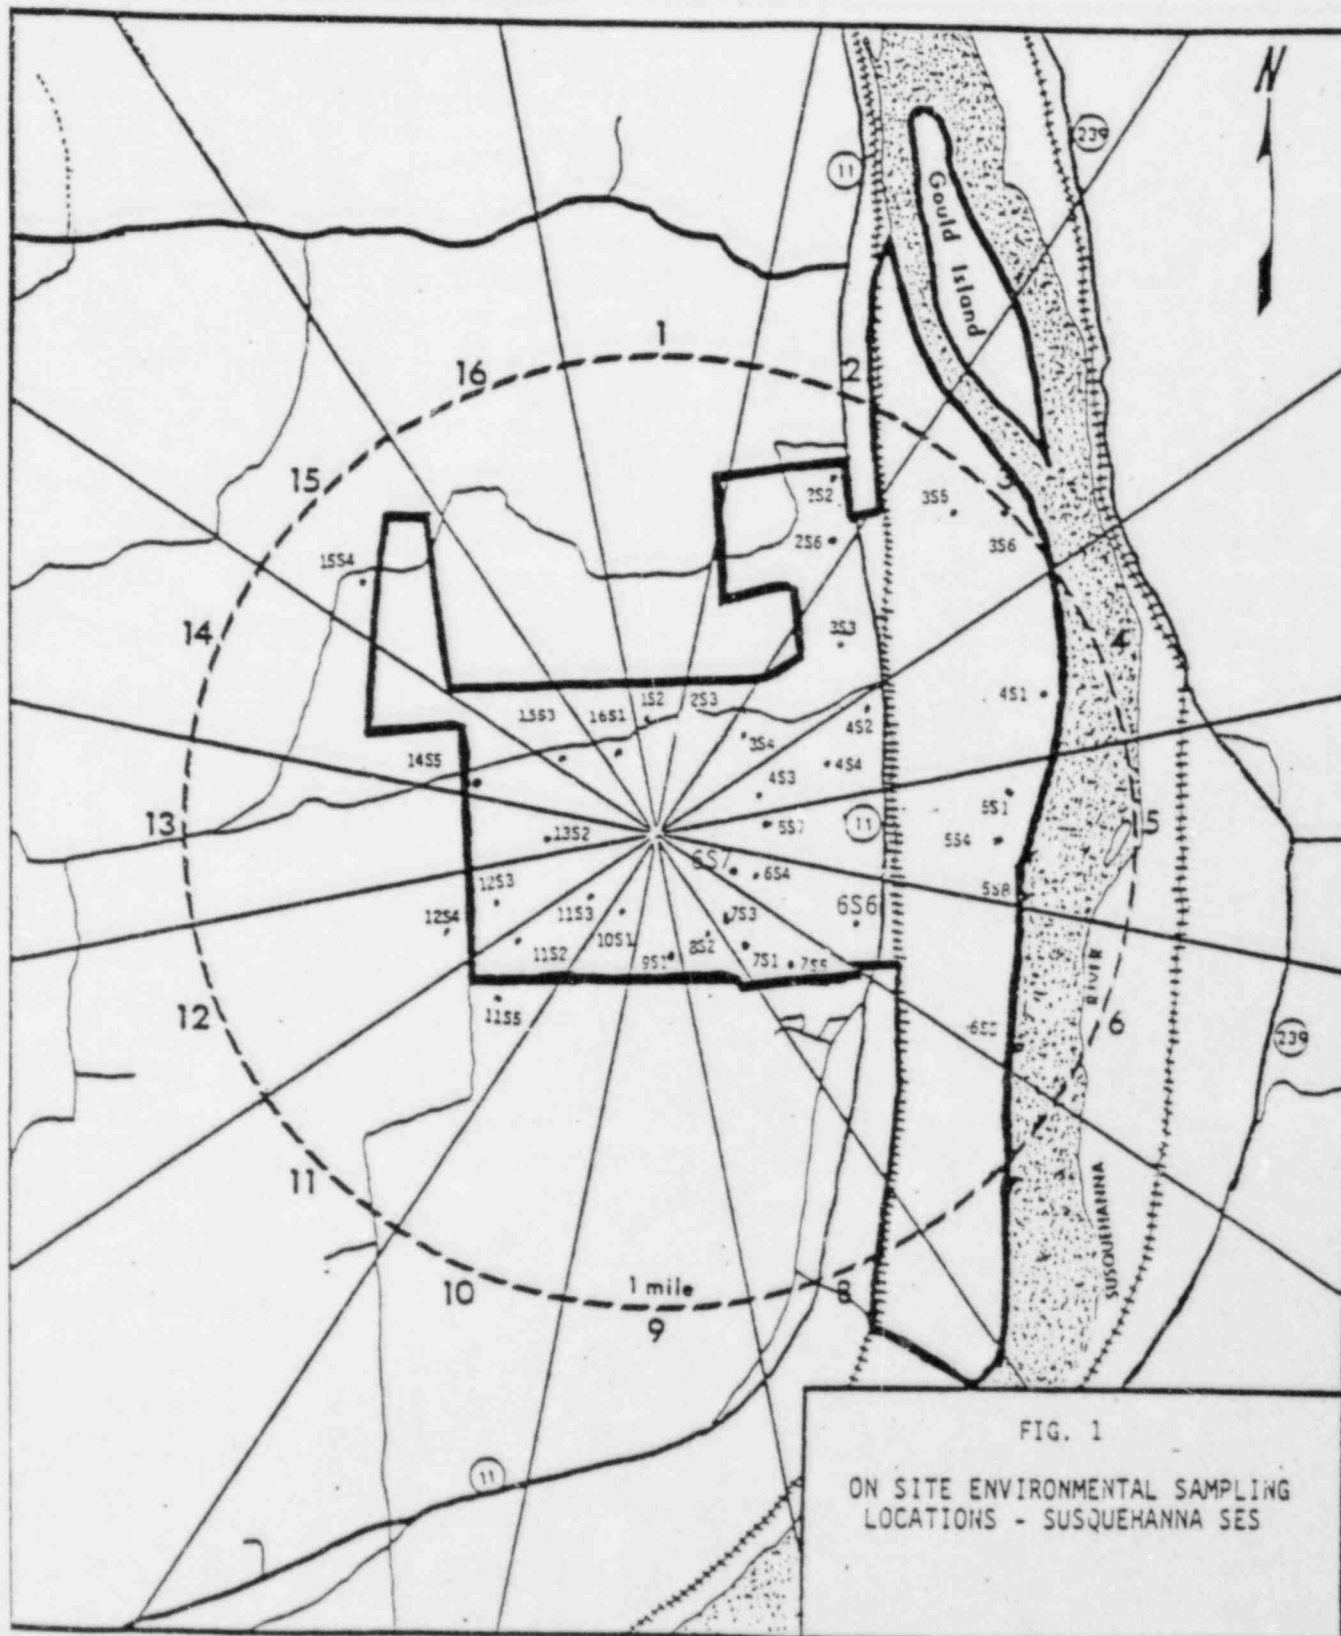 N
239
11
Gould
Island
1
2
16
3
15
2S2
3S5
2S6
3S6
15S4
14
3S3
4
4S1
15S3
16S1
1S2
2S3
4S2
3S4
14S5
4S4
4S3
13
13S2
5S7
11
5S1
5
5S4
6S7
6S4
12S3
5S8
11S3
7S3
6S6
12S4
10S1
8S2
11S2
9S1
7S1
7S5
RIVER
12
11S5
6
239
7
11
SUSQUEHANNA
10
1 mile
8
9
11
FIG. 1
ON SITE ENVIRONMENTAL SAMPLING
LOCATIONS - SUSQUEHANNA SES